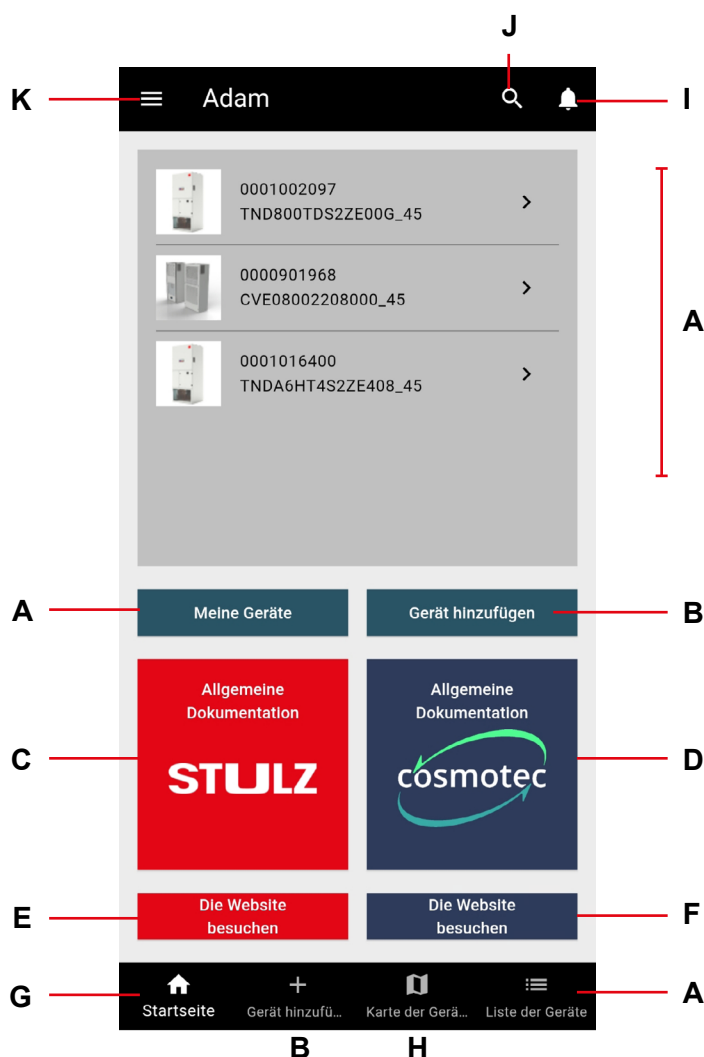 J
K
Adam
I
0001002097
TND800TDS2ZE00G_45
0000901968
CVE08002208000_45
A
0001016400
TNDA6HT4S2ZE408_45
A
Meine Geräte
Gerät hinzufügen
B
Allgemeine
Dokumentation
Allgemeine
Dokumentation
C
STULZ
cosmotec
D
E
Die Website
besuchen
Die Website
besuchen
F
G
Startseite
Gerät hinzufü...
Karte der Gerä...
Liste der Geräte
A
B
H